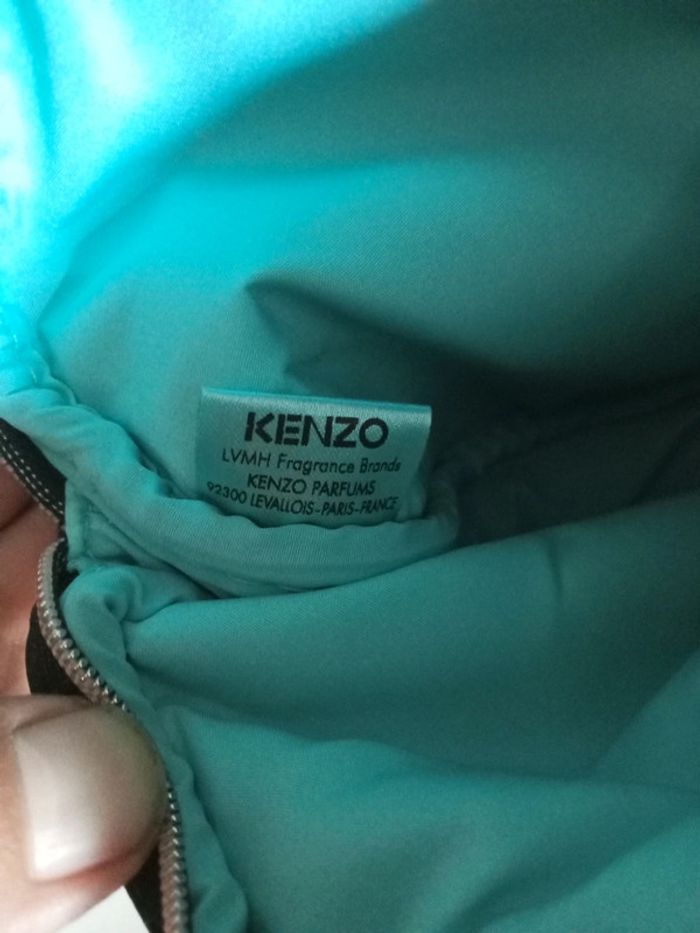 KENZO
LVMH Fragrance Brands
KENZO PARFUMS
92300 LEVALLOIS-PARIS-FRANCE